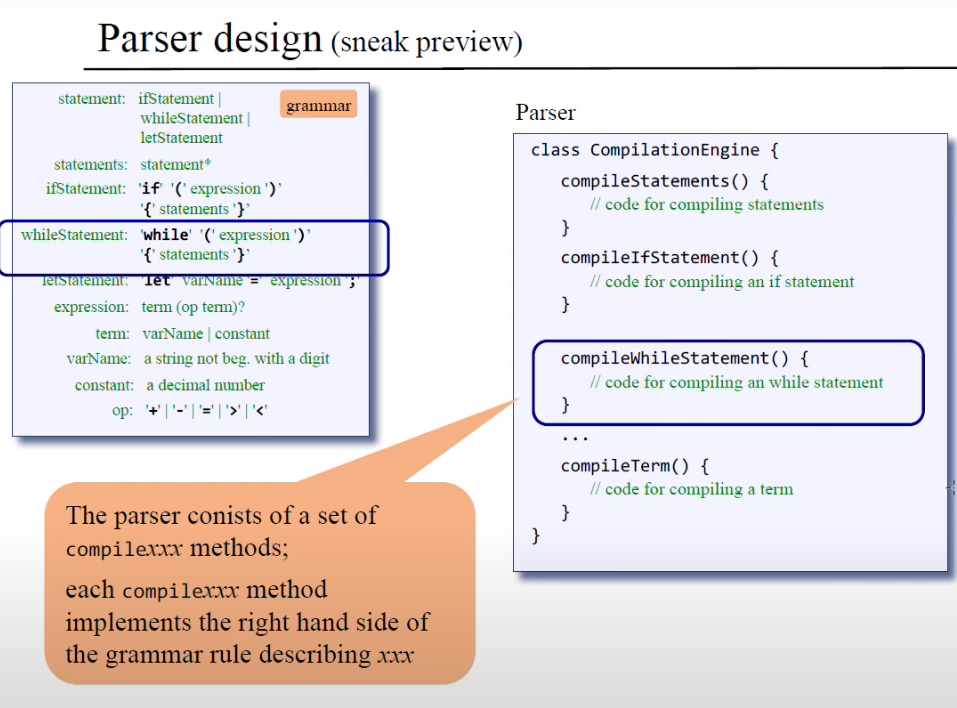 Parser design (sneak preview)
grammar
statement: ifStatement |
whileStatement |
letStatement
statements: statement*
ifStatement: 'if' '(' expression ')'
'{' statements '}'
whileStatement: 'while' '(' expression ')'
'{' statements '}'
letStatement: 'let' varName '=' expression ';'
expression: term (op term)?
term: varName | constant
varName: a string not beg. with a digit
constant: a decimal number
op: '+' | '-' | '=' | '>' | '<'
The parser conists of a set of
compilexxx methods;
each compilexxx method
implements the right hand side of
the grammar rule describing xxx
Parser
class CompilationEngine {
compileStatements() {
// code for compiling statements
}
compileIfStatement() {
// code for compiling an if statement
}
compileWhileStatement() {
// code for compiling an while statement
}
...
compileTerm() {
// code for compiling a term
}
}